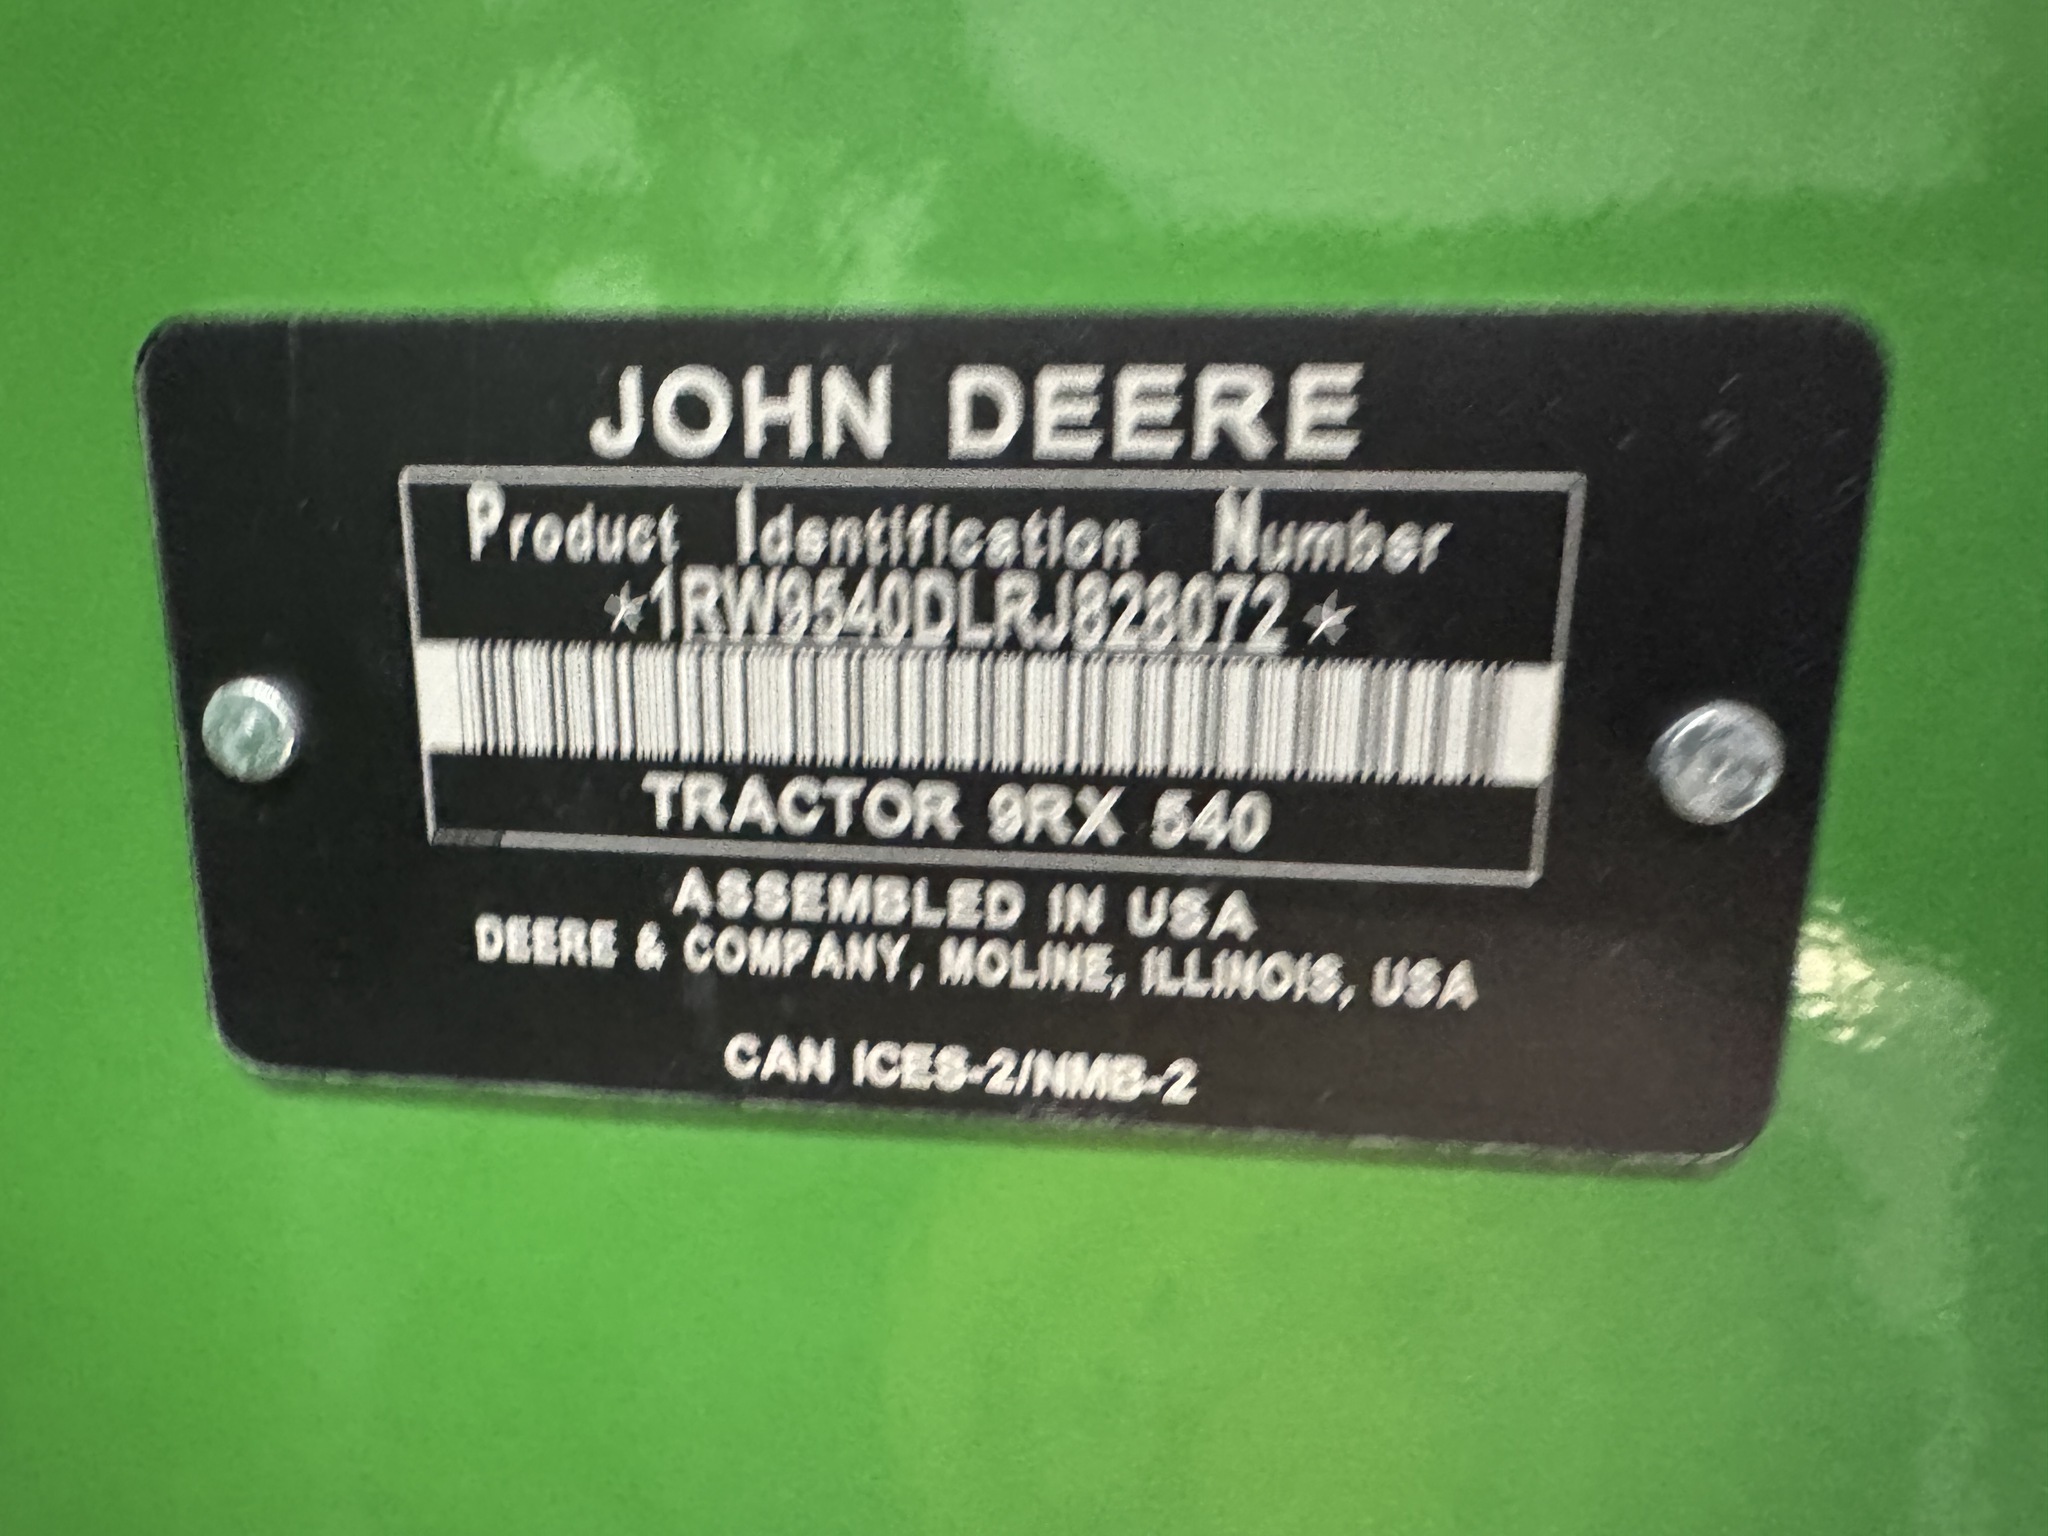 JOHN DEERE
Product Identification Number
*1RW9540DLRJ828072*
TRACTOR 9RX 540
ASSEMBLED IN USA
DEERE & COMPANY, MOLINE, ILLINOIS, USA
CAN ICES-2/NMB-2